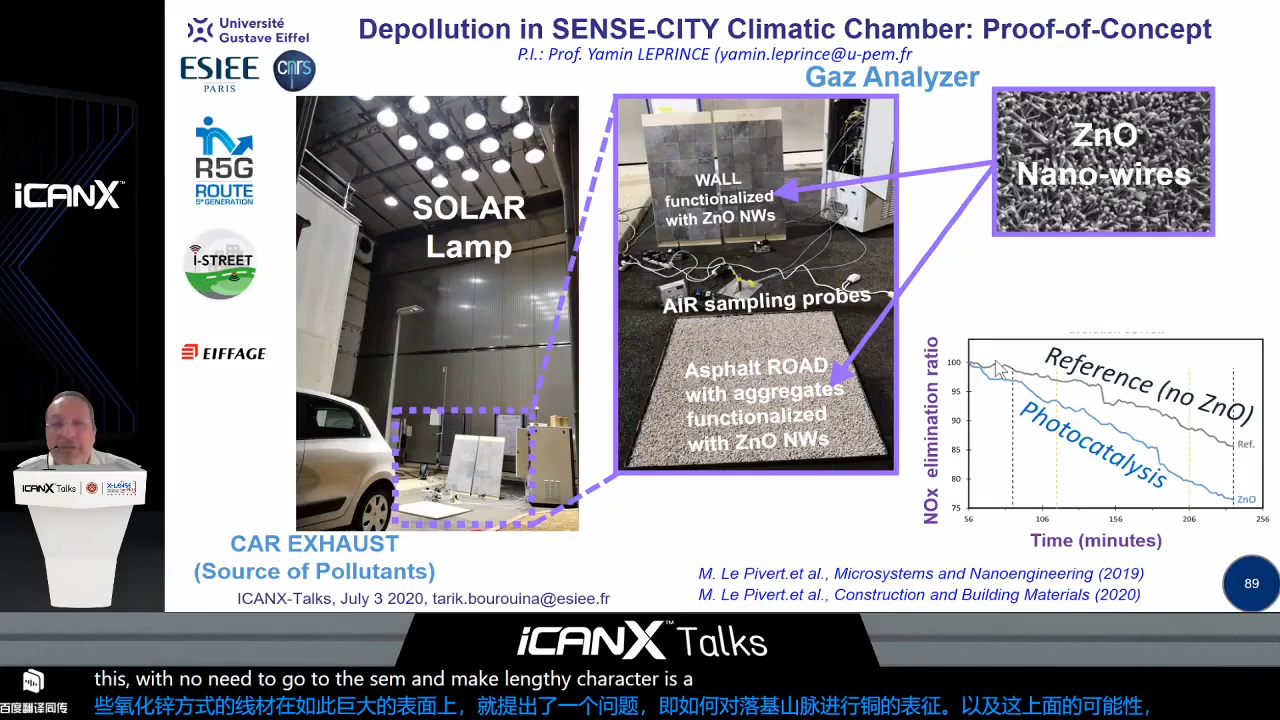 Université
Gustave Eiffel
ESIEE
PARIS
cnrs
R5G
ROUTE
5e GENERATION
I-STREET
EIFFAGE
Depollution in SENSE-CITY Climatic Chamber: Proof-of-Concept
P.I.: Prof. Yamin LEPRINCE (yamin.leprince@u-pem.fr
Gaz Analyzer
SOLAR
Lamp
WALL
functionalized
with ZnO NWs
AIR sampling probes
Asphalt ROAD
with aggregates
functionalized
with ZnO NWs
ZnO
Nano-wires
NOx elimination ratio
100
95
90
85
80
75
Reference (no ZnO)
Photocatalysis
Ref.
ZnO
56 106 156 206 256
Time (minutes)
CAR EXHAUST
(Source of Pollutants)
M. Le Pivert.et al., Microsystems and Nanoengineering (2019)
M. Le Pivert.et al., Construction and Building Materials (2020)
ICANX-Talks, July 3 2020, tarik.bourouina@esiee.fr
89
iCANX™
iCANX Talks
X-LENSE
iCANX™ Talks
this, with no need to go to the sem and make lengthy character is a
百度翻译同传
些氧化锌方式的线材在如此巨大的表面上，就提出了一个问题，即如何对落基山脉进行铜的表征。以及这上面的可能性，